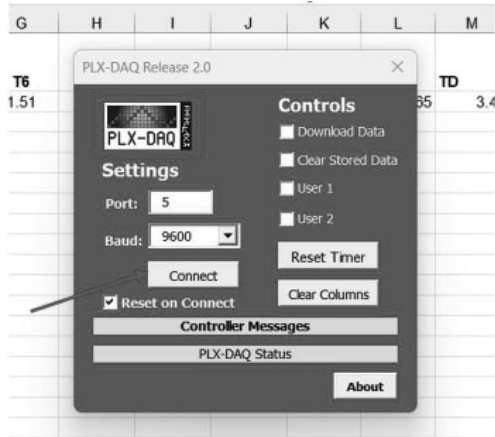 G H I J K L M
PLX-DAQ Release 2.0
T6 TD
1.51 65 3.4
PLX-DAQ
Controls
Download Data
Clear Stored Data
User 1
User 2
Settings
Port: 5
Baud: 9600
Reset Timer
Connect
Clear Columns
Reset on Connect
Controller Messages
PLX-DAQ Status
About